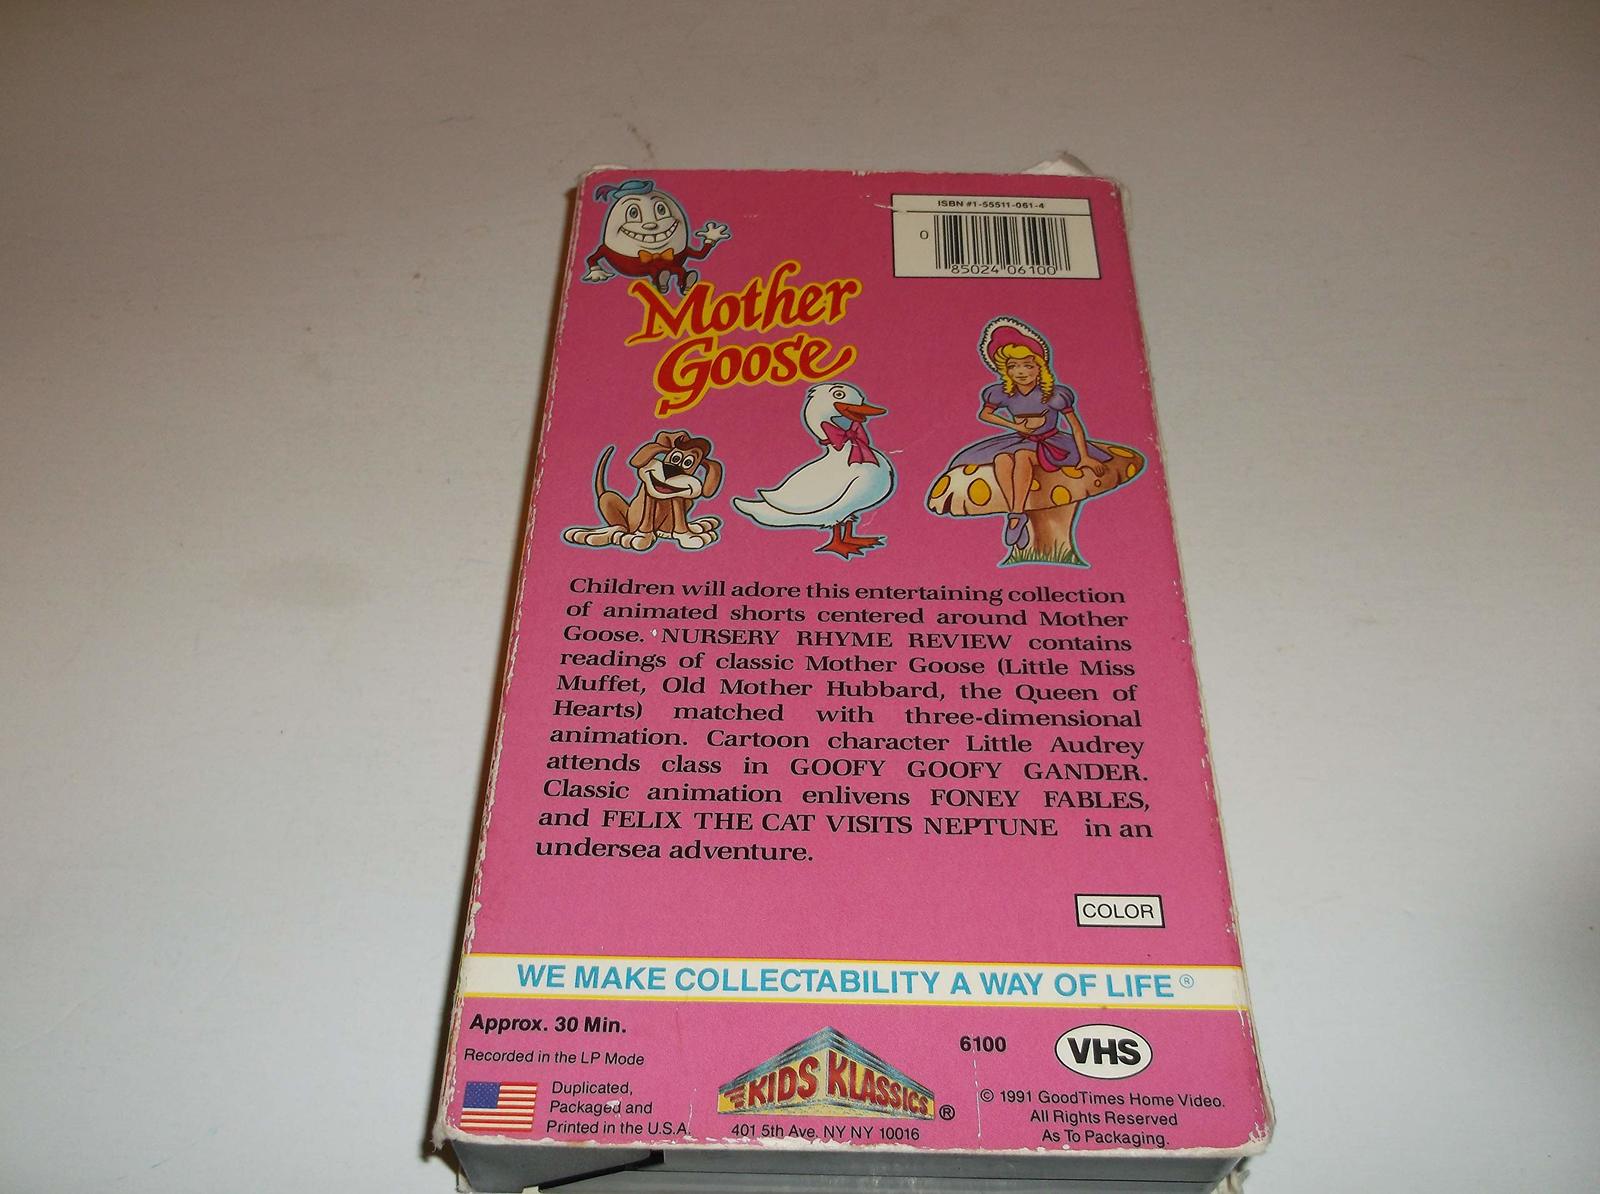 ISBN #1-55511-061-4
0
85024 06100
Mother
Goose
Children will adore this entertaining collection
of animated shorts centered around Mother
Goose. NURSERY RHYME REVIEW contains
readings of classic Mother Goose (Little Miss
Muffet, Old Mother Hubbard, the Queen of
Hearts) matched with three-dimensional
animation. Cartoon character Little Audrey
attends class in GOOFY GOOFY GANDER.
Classic animation enlivens FONEY FABLES,
and FELIX THE CAT VISITS NEPTUNE in an
undersea adventure.
COLOR
WE MAKE COLLECTABILITY A WAY OF LIFE®
Approx. 30 Min.
Recorded in the LP Mode
Duplicated,
Packaged and
Printed in the U.S.A.
KIDS KLASSICS®
401 5th Ave. NY NY 10016
6100
VHS
© 1991 GoodTimes Home Video.
All Rights Reserved
As To Packaging.